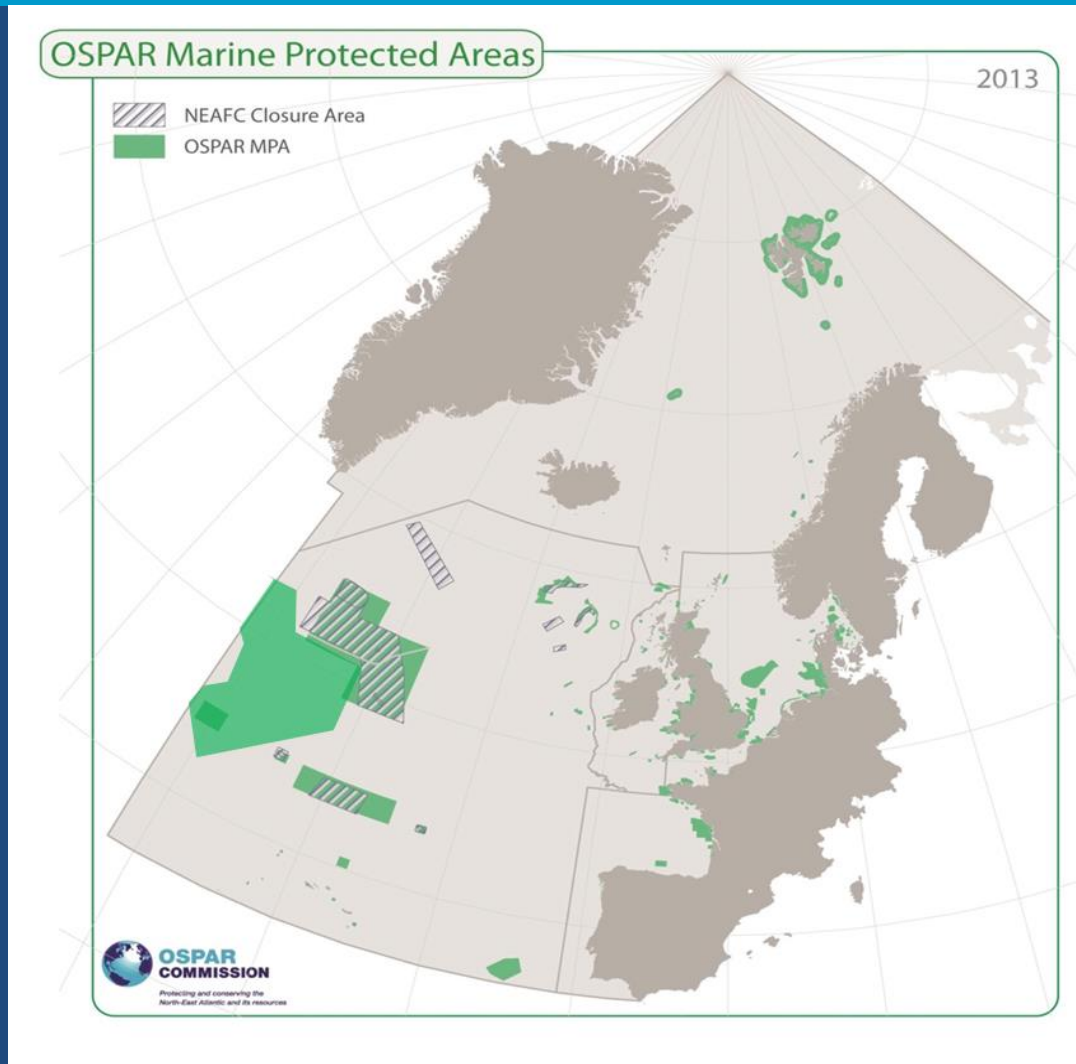 OSPAR Marine Protected Areas
2013
NEAFC Closure Area
OSPAR MPA
OSPAR
COMMISSION
Protecting and conserving the
North-East Atlantic and its resources